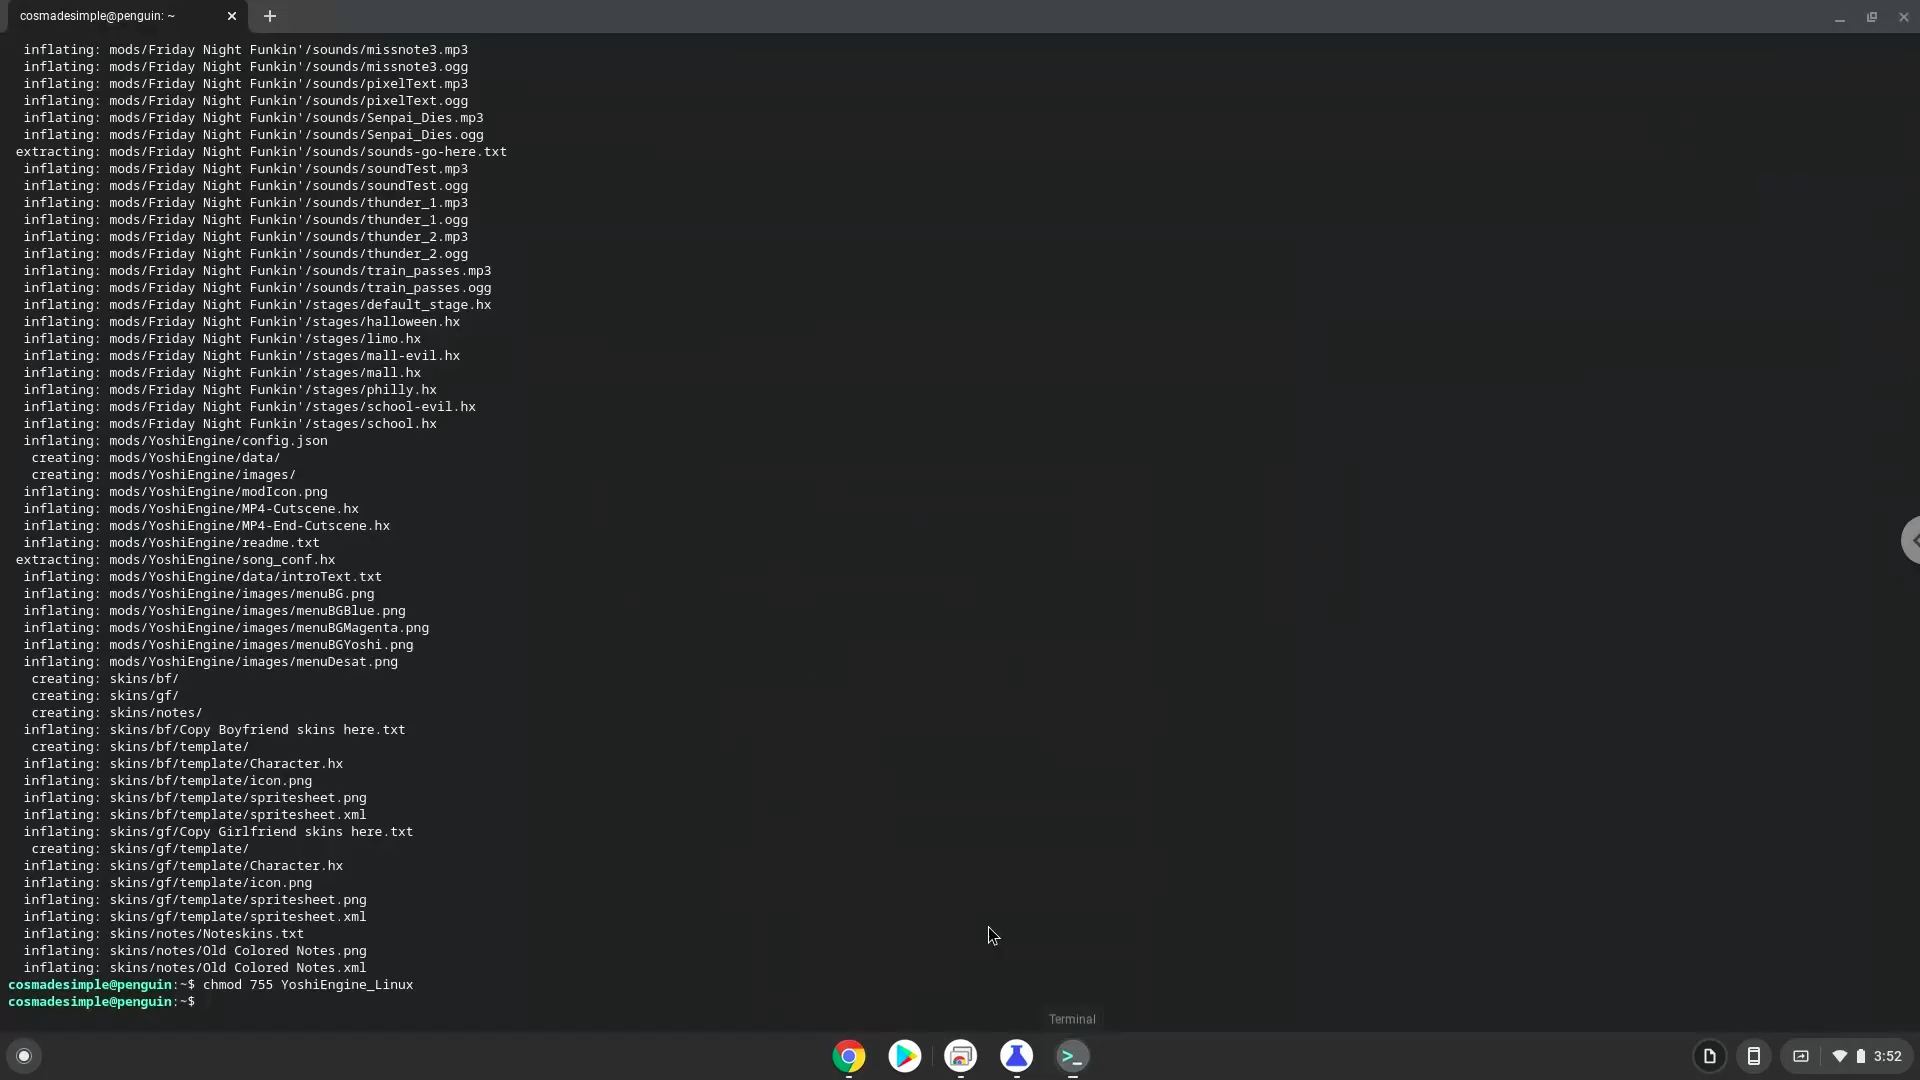 cosmadesimple@penguin: ~
inflating: mods/Friday Night Funkin'/sounds/missnote3.mp3
inflating: mods/Friday Night Funkin'/sounds/missnote3.ogg
inflating: mods/Friday Night Funkin'/sounds/pixelText.mp3
inflating: mods/Friday Night Funkin'/sounds/pixelText.ogg
inflating: mods/Friday Night Funkin'/sounds/Senpai_Dies.mp3
inflating: mods/Friday Night Funkin'/sounds/Senpai_Dies.ogg
extracting: mods/Friday Night Funkin'/sounds/sounds-go-here.txt
inflating: mods/Friday Night Funkin'/sounds/soundTest.mp3
inflating: mods/Friday Night Funkin'/sounds/soundTest.ogg
inflating: mods/Friday Night Funkin'/sounds/thunder_1.mp3
inflating: mods/Friday Night Funkin'/sounds/thunder_1.ogg
inflating: mods/Friday Night Funkin'/sounds/thunder_2.mp3
inflating: mods/Friday Night Funkin'/sounds/thunder_2.ogg
inflating: mods/Friday Night Funkin'/sounds/train_passes.mp3
inflating: mods/Friday Night Funkin'/sounds/train_passes.ogg
inflating: mods/Friday Night Funkin'/stages/default_stage.hx
inflating: mods/Friday Night Funkin'/stages/halloween.hx
inflating: mods/Friday Night Funkin'/stages/limo.hx
inflating: mods/Friday Night Funkin'/stages/mall-evil.hx
inflating: mods/Friday Night Funkin'/stages/mall.hx
inflating: mods/Friday Night Funkin'/stages/philly.hx
inflating: mods/Friday Night Funkin'/stages/school-evil.hx
inflating: mods/Friday Night Funkin'/stages/school.hx
inflating: mods/YoshiEngine/config.json
creating: mods/YoshiEngine/data/
creating: mods/YoshiEngine/images/
inflating: mods/YoshiEngine/modIcon.png
inflating: mods/YoshiEngine/MP4-Cutscene.hx
inflating: mods/YoshiEngine/MP4-End-Cutscene.hx
inflating: mods/YoshiEngine/readme.txt
extracting: mods/YoshiEngine/song_conf.hx
inflating: mods/YoshiEngine/data/introText.txt
inflating: mods/YoshiEngine/images/menuBG.png
inflating: mods/YoshiEngine/images/menuBGBlue.png
inflating: mods/YoshiEngine/images/menuBGMagenta.png
inflating: mods/YoshiEngine/images/menuBGYoshi.png
inflating: mods/YoshiEngine/images/menuDesat.png
creating: skins/bf/
creating: skins/gf/
creating: skins/notes/
inflating: skins/bf/Copy Boyfriend skins here.txt
creating: skins/bf/template/
inflating: skins/bf/template/Character.hx
inflating: skins/bf/template/icon.png
inflating: skins/bf/template/spritesheet.png
inflating: skins/bf/template/spritesheet.xml
inflating: skins/gf/Copy Girlfriend skins here.txt
creating: skins/gf/template/
inflating: skins/gf/template/Character.hx
inflating: skins/gf/template/icon.png
inflating: skins/gf/template/spritesheet.png
inflating: skins/gf/template/spritesheet.xml
inflating: skins/notes/Noteskins.txt
inflating: skins/notes/Old Colored Notes.png
inflating: skins/notes/Old Colored Notes.xml
cosmadesimple@penguin:~$ chmod 755 YoshiEngine_Linux
cosmadesimple@penguin:~$
Terminal
3:52